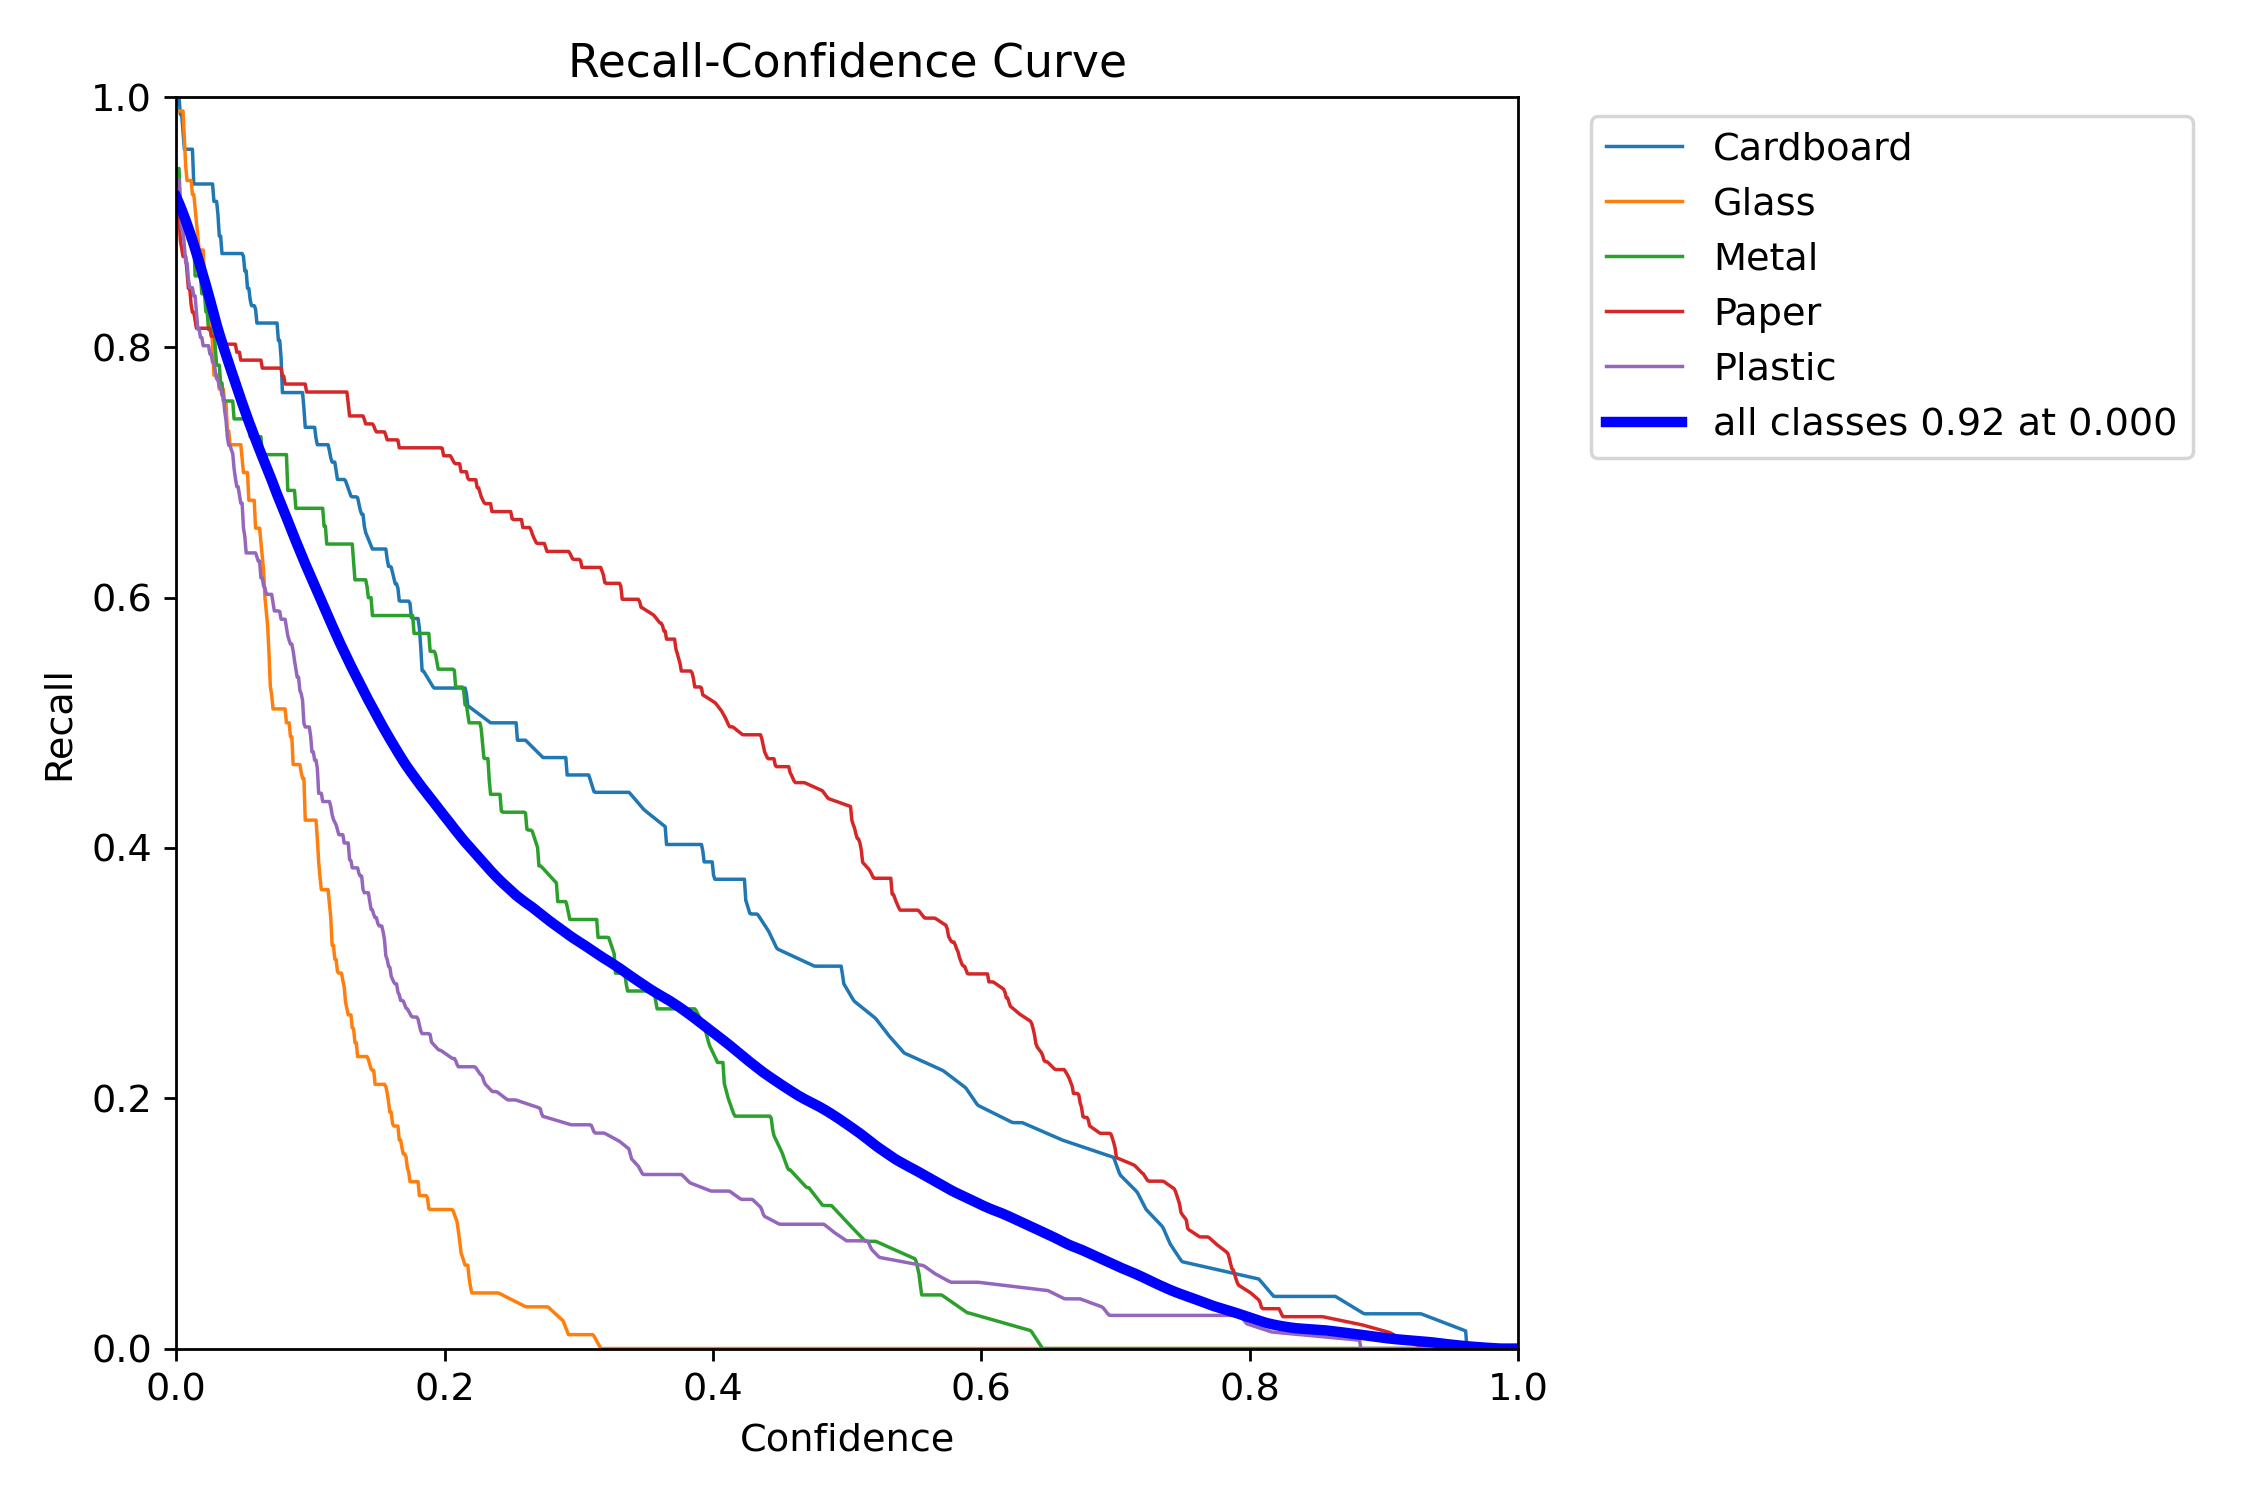 Recall-Confidence Curve
1.0
0.8
0.6
0.4
0.2
0.0
Recall
0.0 0.2 0.4 0.6 0.8 1.0
Confidence
Cardboard
Glass
Metal
Paper
Plastic
all classes 0.92 at 0.000